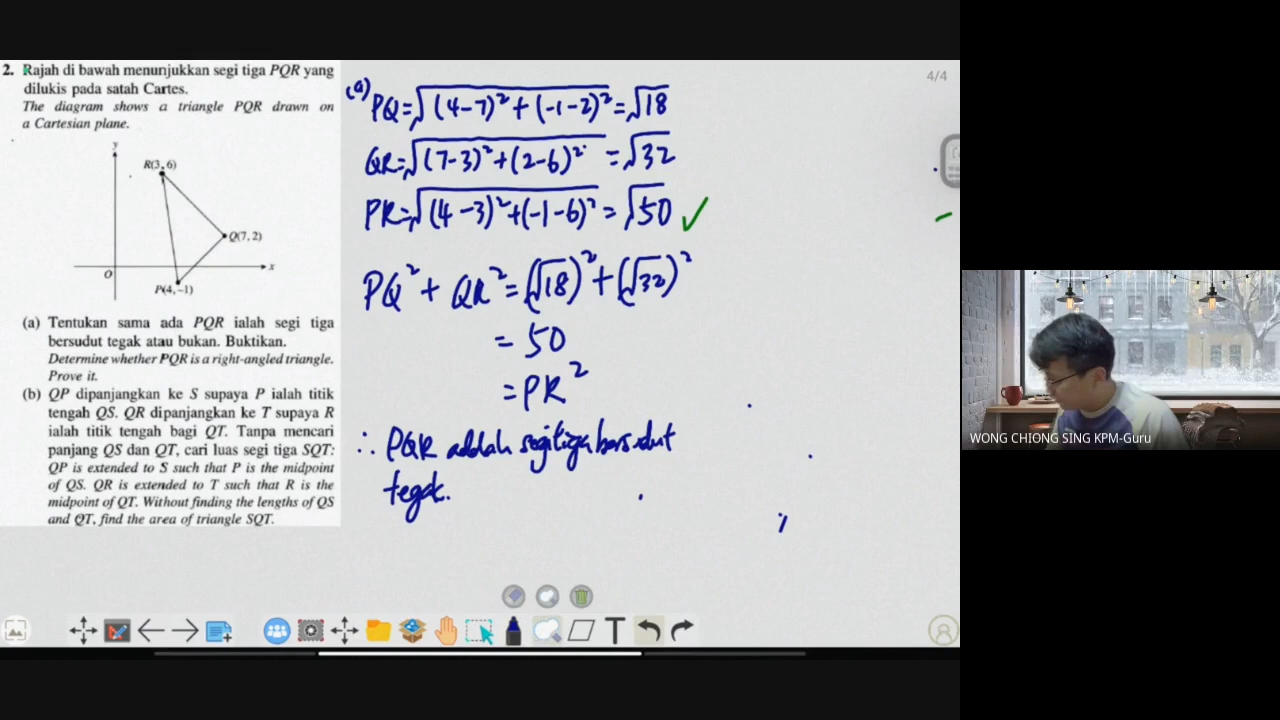 2. Rajah di bawah menunjukkan segi tiga PQR yang
dilukis pada satah Cartes.
The diagram shows a triangle PQR drawn on
a Cartesian plane.
y
R(3, 6)
Q(7, 2)
O
x
P(4, −1)
(a) Tentukan sama ada PQR ialah segi tiga
bersudut tegak atau bukan. Buktikan.
Determine whether PQR is a right-angled triangle.
Prove it.
(b) QP dipanjangkan ke S supaya P ialah titik
tengah QS. QR dipanjangkan ke T supaya R
ialah titik tengah bagi QT. Tanpa mencari
panjang QS dan QT, cari luas segi tiga SQT:
QP is extended to S such that P is the midpoint
of QS. QR is extended to T such that R is the
midpoint of QT. Without finding the lengths of QS
and QT, find the area of triangle SQT.
(a) PQ=√(4-7)²+(-1-2)²=√18
QR=√(7-3)²+(2-6)²=√32
PR=√(4-3)²+(-1-6)²=√50 ✓
PQ²+QR²=(√18)²+(√32)²
=50
=PR²
∴ PQR adalah segitiga bersudut
tegak.
4/4
T
WONG CHIONG SING KPM-Guru